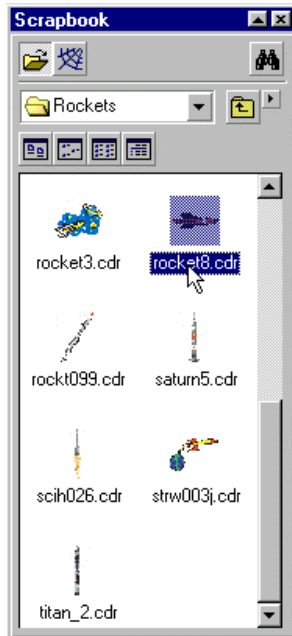 Scrapbook
Rockets
rocket3.cdr
rocket8.cdr
rockt099.cdr
saturn5.cdr
scih026.cdr
strw003j.cdr
titan_2.cdr